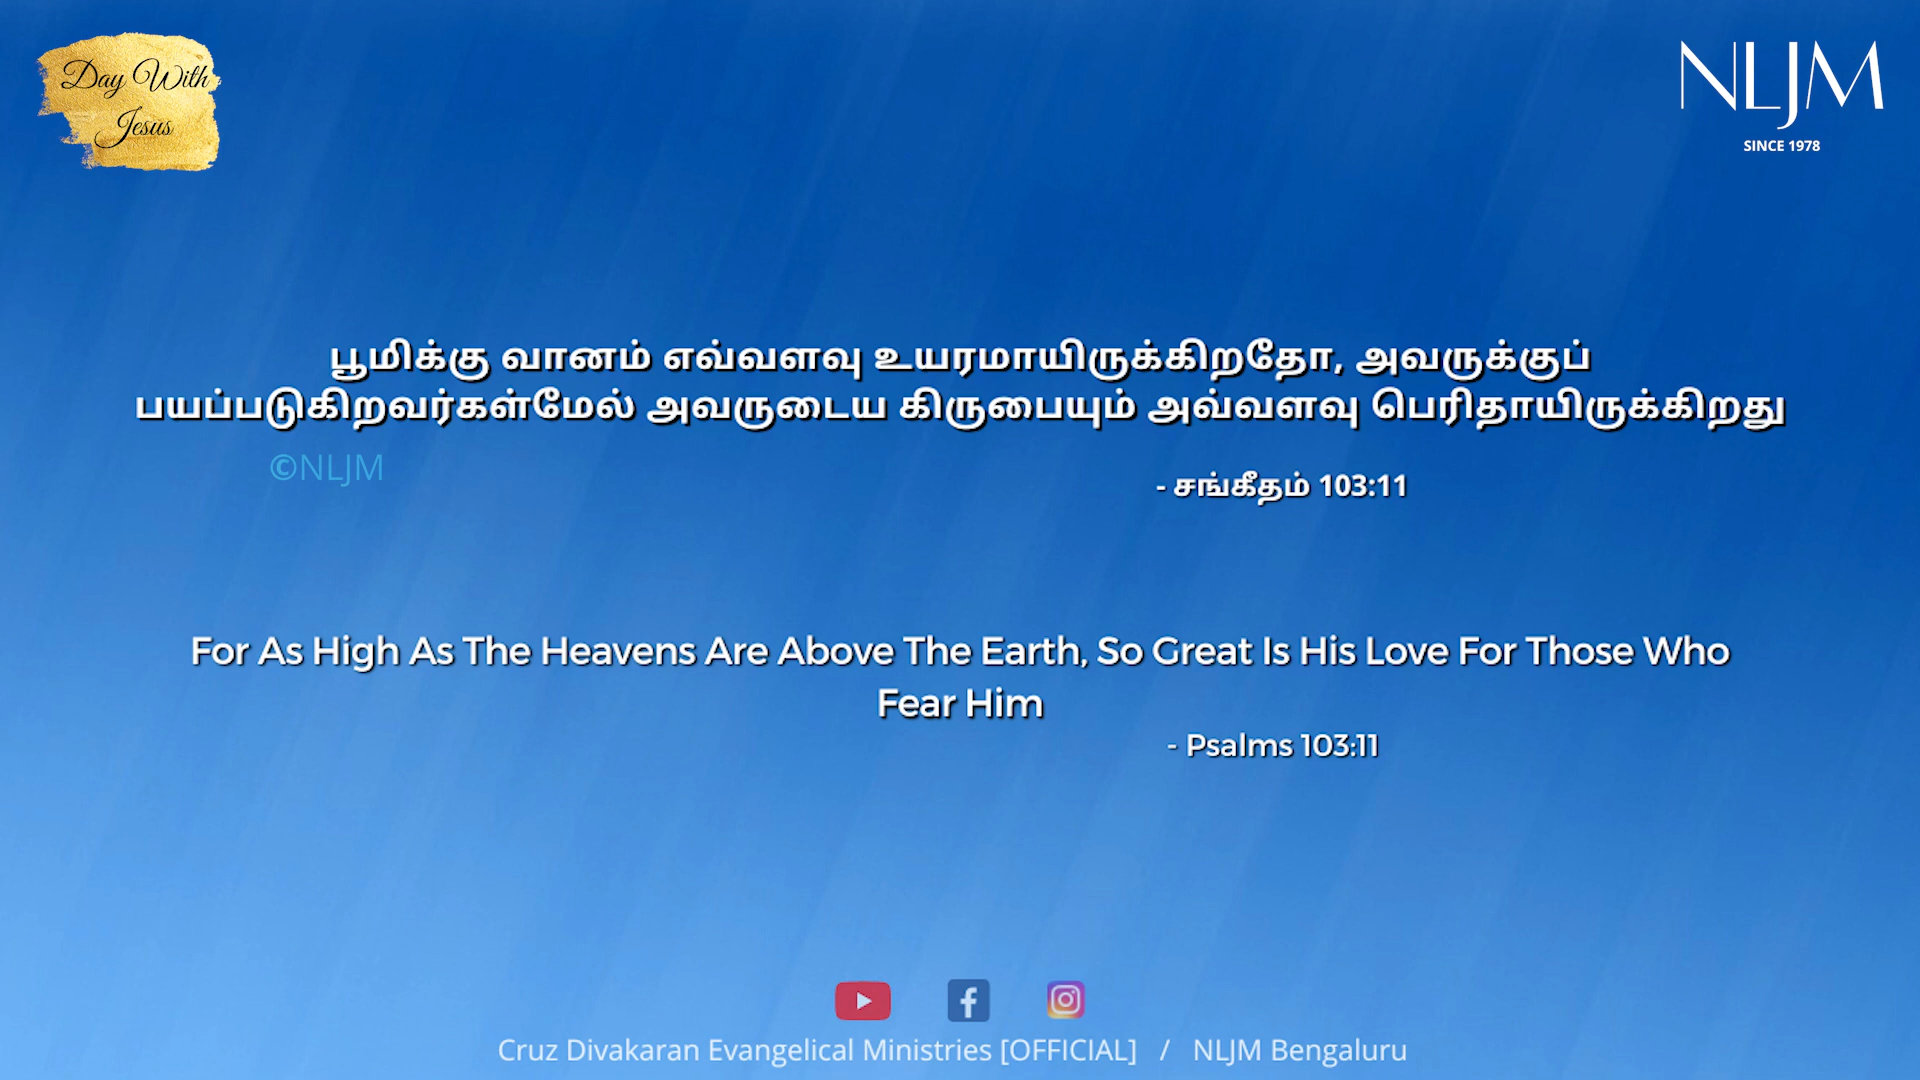 Day With
Jesus
NLJM
SINCE 1978
பூமிக்கு வானம் எவ்வளவு உயரமாயிருக்கிறதோ, அவருக்குப்
பயப்படுகிறவர்கள்மேல் அவருடைய கிருபையும் அவ்வளவு பெரிதாயிருக்கிறது
©NLJM
- சங்கீதம் 103:11
For As High As The Heavens Are Above The Earth, So Great Is His Love For Those Who
Fear Him
- Psalms 103:11
Cruz Divakaran Evangelical Ministries [OFFICIAL] / NLJM Bengaluru